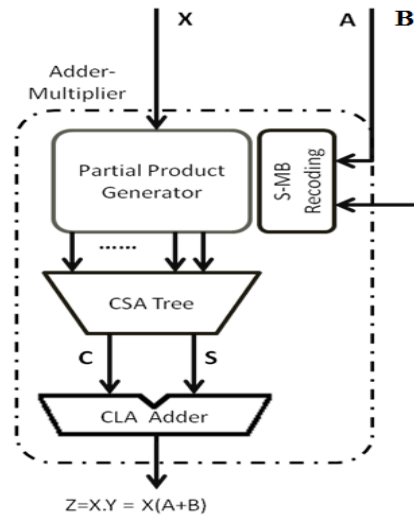 X
A
B
Adder-
Multiplier
Partial Product
Generator
S-MB
Recoding
......
CSA Tree
C
S
CLA Adder
Z=X.Y = X(A+B)